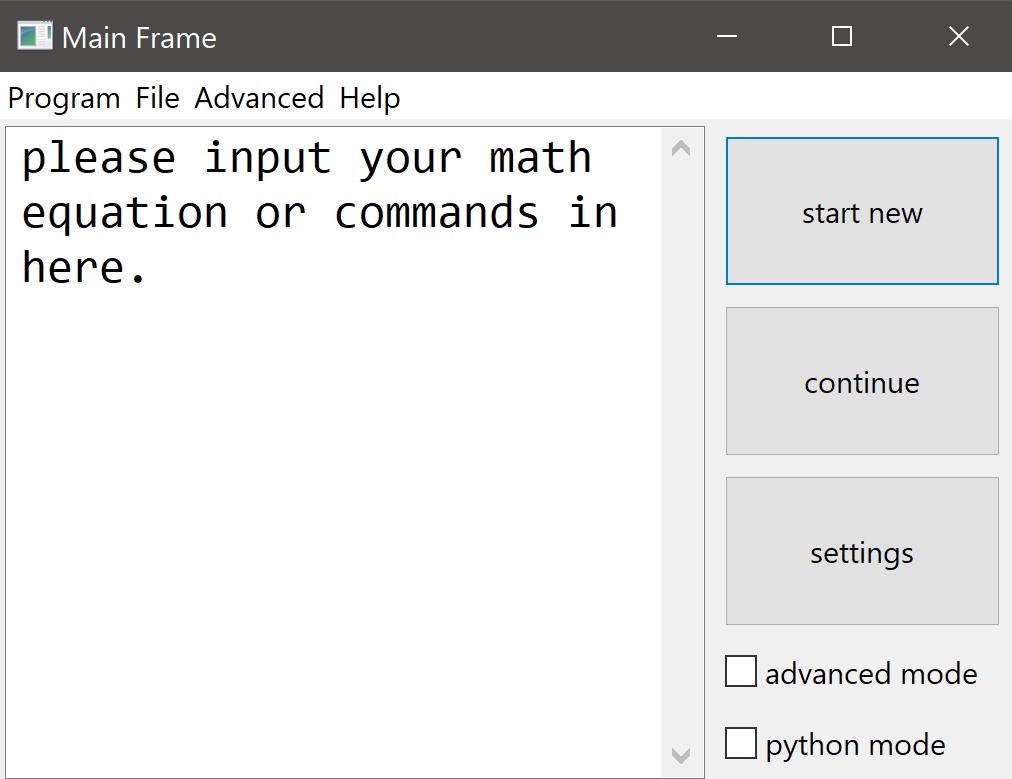 Main Frame
Program File Advanced Help
please input your math
equation or commands in
here.
start new
continue
settings
advanced mode
python mode